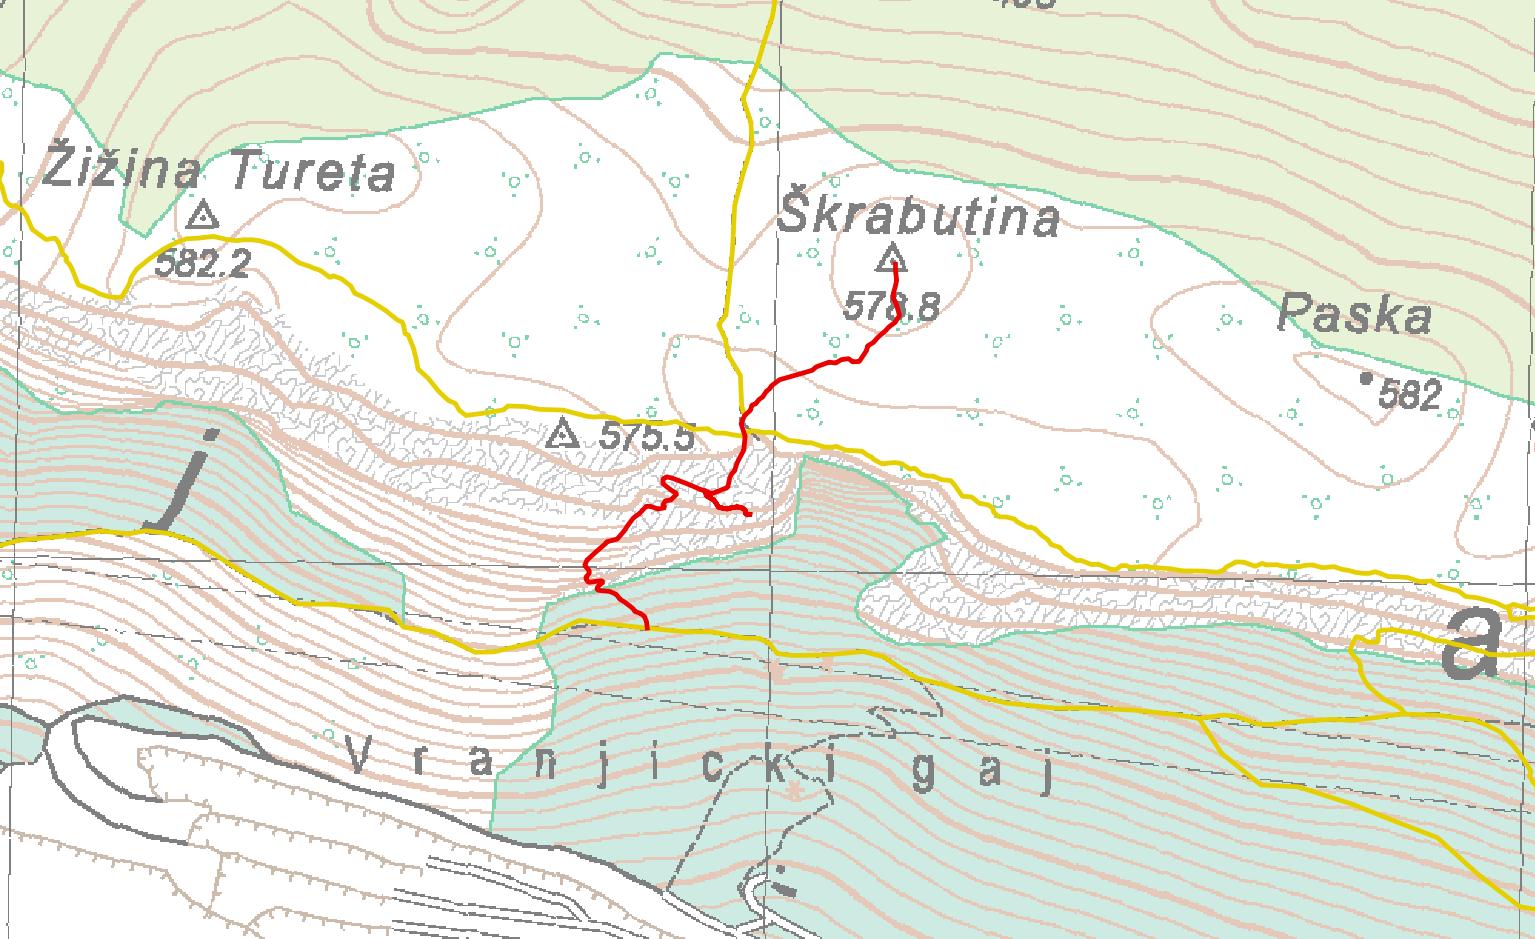 Žižina Tureta
582.2
Škrabutina
578.8
Paska
582
575.5
j
a
Vranjicki gaj